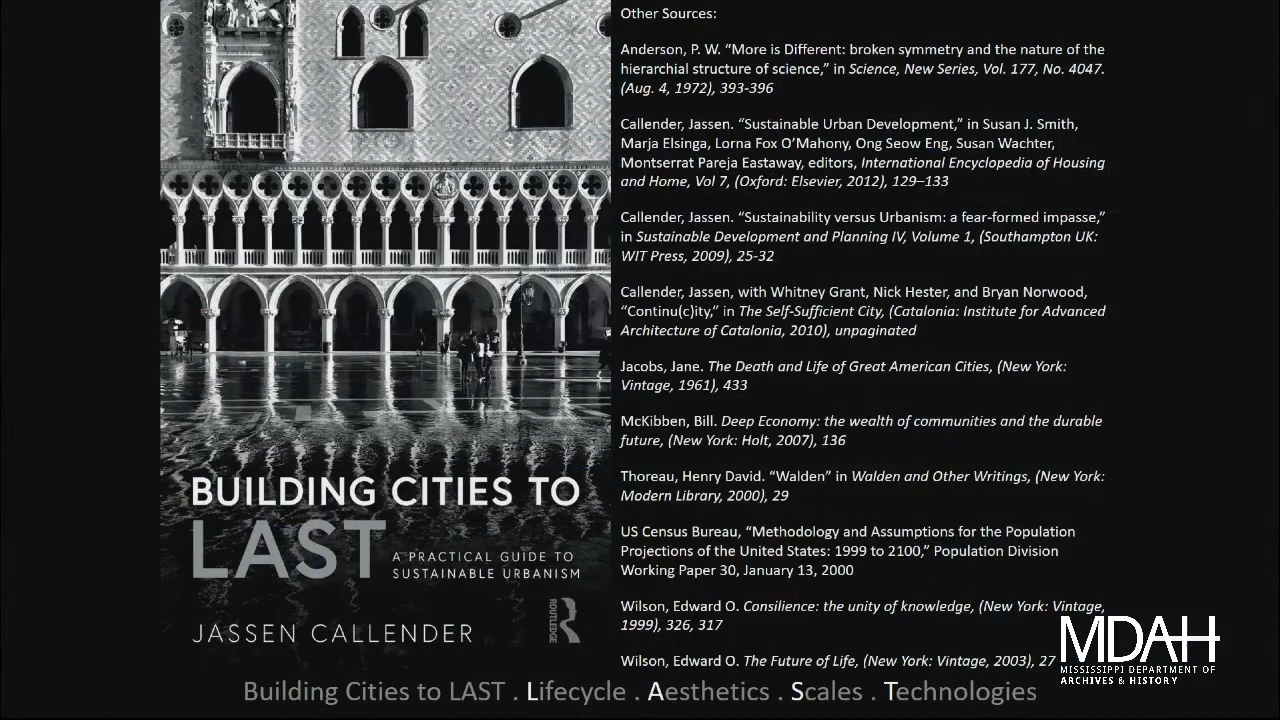 BUILDING CITIES TO
LAST
A PRACTICAL GUIDE TO
SUSTAINABLE URBANISM
JASSEN CALLENDER
ROUTLEDGE
Other Sources:
Anderson, P. W. “More is Different: broken symmetry and the nature of the
hierarchial structure of science,” in Science, New Series, Vol. 177, No. 4047.
(Aug. 4, 1972), 393-396
Callender, Jassen. “Sustainable Urban Development,” in Susan J. Smith,
Marja Elsinga, Lorna Fox O’Mahony, Ong Seow Eng, Susan Wachter,
Montserrat Pareja Eastaway, editors, International Encyclopedia of Housing
and Home, Vol 7, (Oxford: Elsevier, 2012), 129–133
Callender, Jassen. “Sustainability versus Urbanism: a fear-formed impasse,”
in Sustainable Development and Planning IV, Volume 1, (Southampton UK:
WIT Press, 2009), 25-32
Callender, Jassen, with Whitney Grant, Nick Hester, and Bryan Norwood,
“Continu(c)ity,” in The Self-Sufficient City, (Catalonia: Institute for Advanced
Architecture of Catalonia, 2010), unpaginated
Jacobs, Jane. The Death and Life of Great American Cities, (New York:
Vintage, 1961), 433
McKibben, Bill. Deep Economy: the wealth of communities and the durable
future, (New York: Holt, 2007), 136
Thoreau, Henry David. “Walden” in Walden and Other Writings, (New York:
Modern Library, 2000), 29
US Census Bureau, “Methodology and Assumptions for the Population
Projections of the United States: 1999 to 2100,” Population Division
Working Paper 30, January 13, 2000
Wilson, Edward O. Consilience: the unity of knowledge, (New York: Vintage,
1999), 326, 317
Wilson, Edward O. The Future of Life, (New York: Vintage, 2003), 27
MDAH
MISSISSIPPI DEPARTMENT OF
ARCHIVES & HISTORY
Building Cities to LAST . Lifecycle . Aesthetics . Scales . Technologies